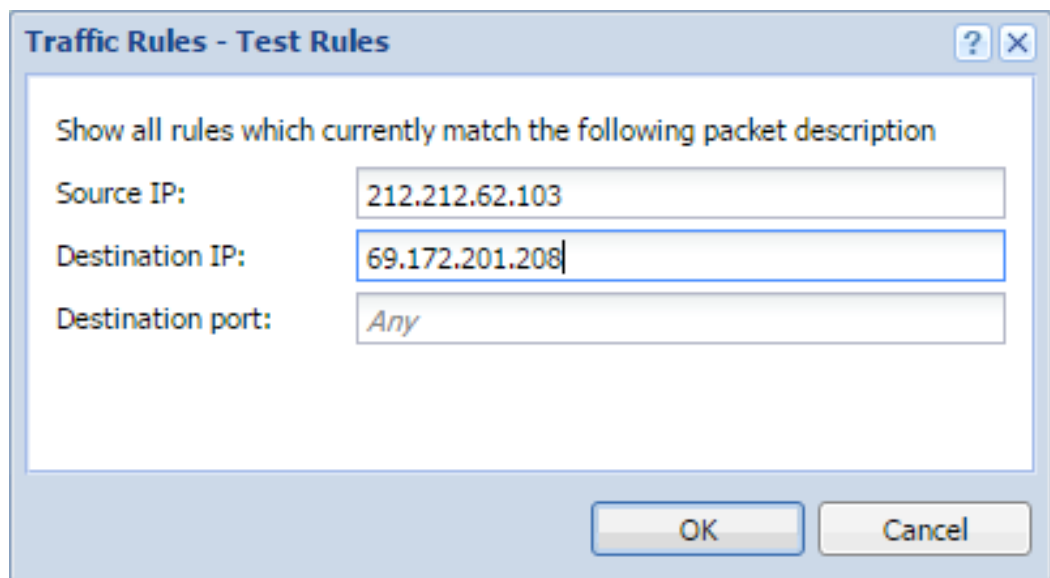 Traffic Rules - Test Rules
?
Show all rules which currently match the following packet description
Source IP: 212.212.62.103
Destination IP: 69.172.201.208
Destination port: Any
OK Cancel